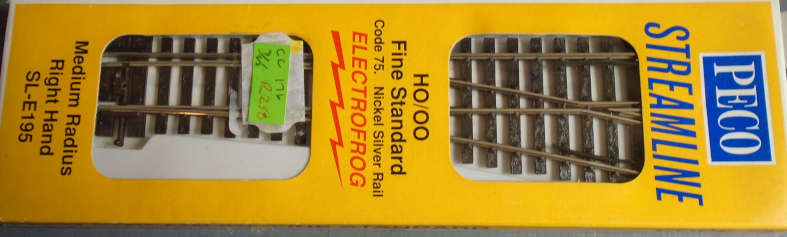 PECO
STREAMLINE
HO/OO
Fine Standard
Code 75. Nickel Silver Rail
ELECTROFROG
Medium Radius
Right Hand
SL-E195